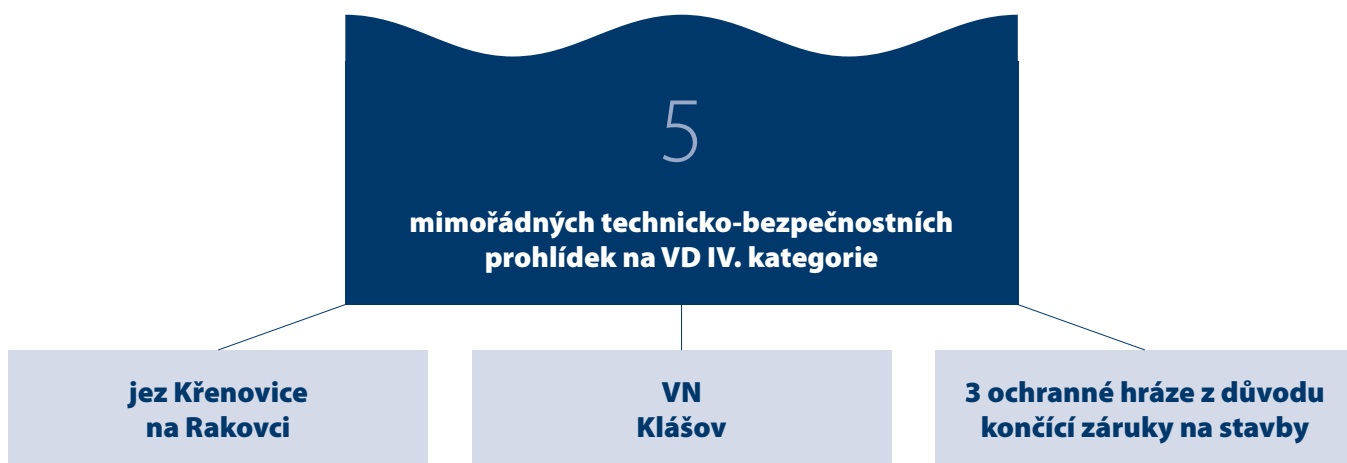 5
mimořádných technicko-bezpečnostních
prohlídek na VD IV. kategorie
jez Křenovice
na Rakovci
VN
Klášov
3 ochranné hráze z důvodu
končící záruky na stavby